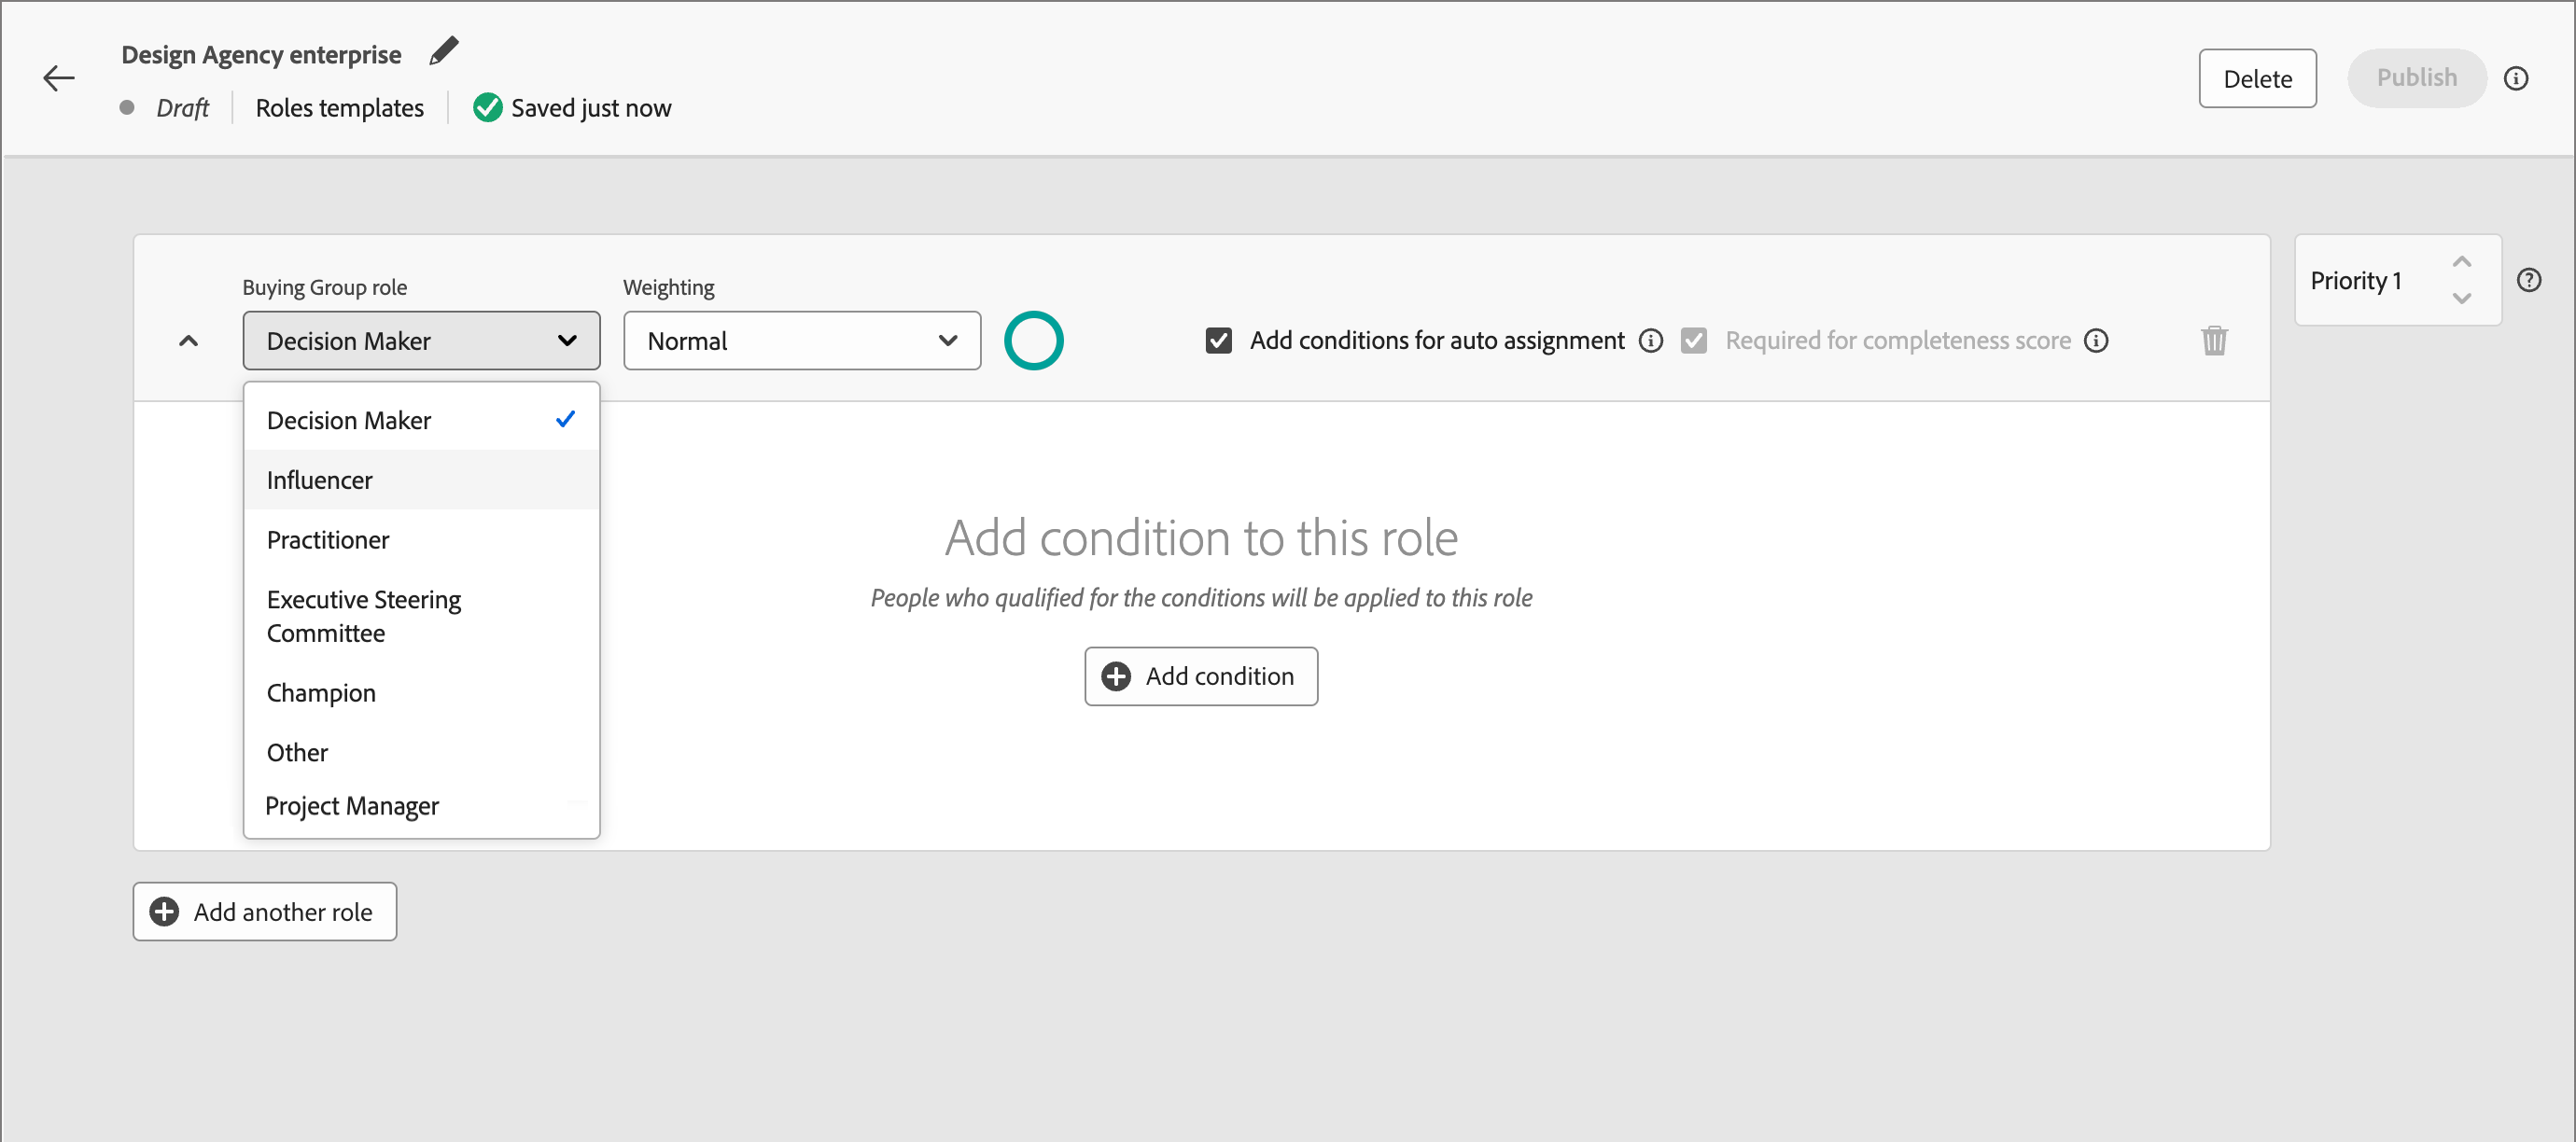 Design Agency enterprise
Draft
Roles templates
Saved just now
Delete
Publish
Buying Group role
Weighting
Decision Maker
Normal
Add conditions for auto assignment
Required for completeness score
Priority 1
Decision Maker
Influencer
Practitioner
Executive Steering
Committee
Champion
Other
Project Manager
Add condition to this role
People who qualified for the conditions will be applied to this role
Add condition
Add another role